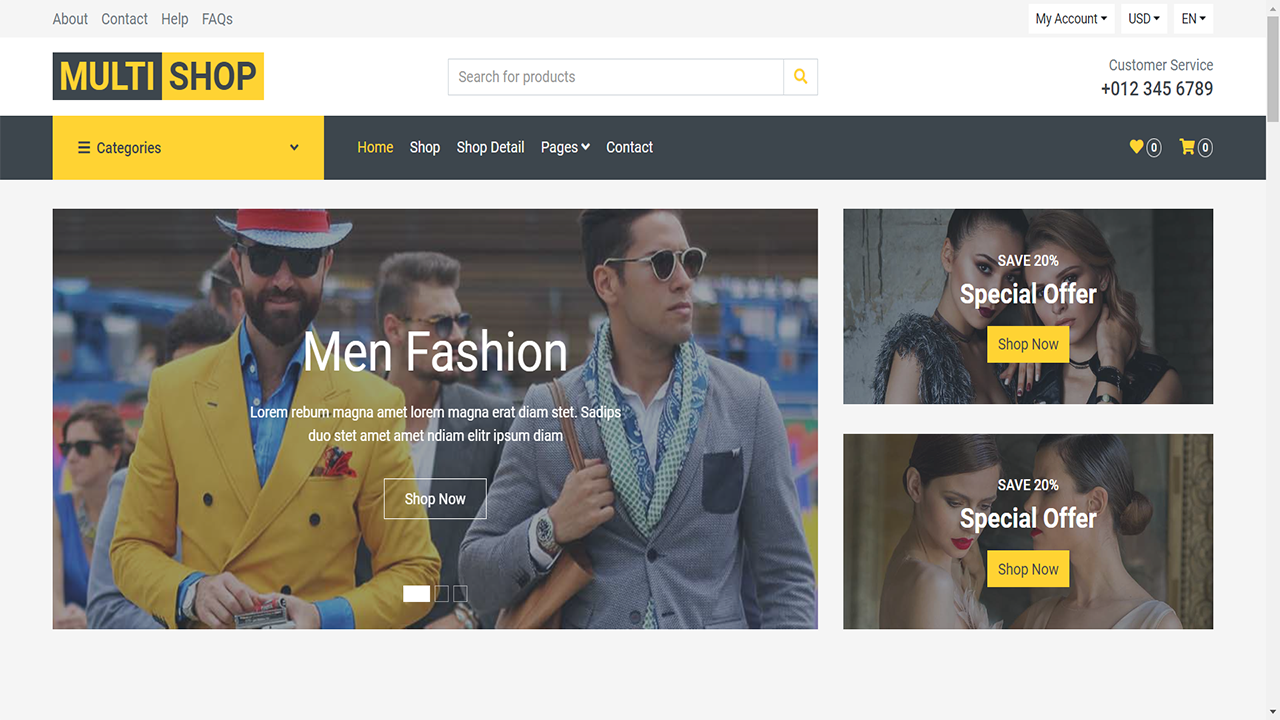 About Contact Help FAQs
My Account USD EN
MULTI SHOP
Search for products
Customer Service
+012 345 6789
Categories
Home Shop Shop Detail Pages Contact
0 0
Men Fashion
Lorem rebum magna amet lorem magna erat diam stet. Sadips
duo stet amet amet ndiam elitr ipsum diam
Shop Now
SAVE 20%
Special Offer
Shop Now
SAVE 20%
Special Offer
Shop Now